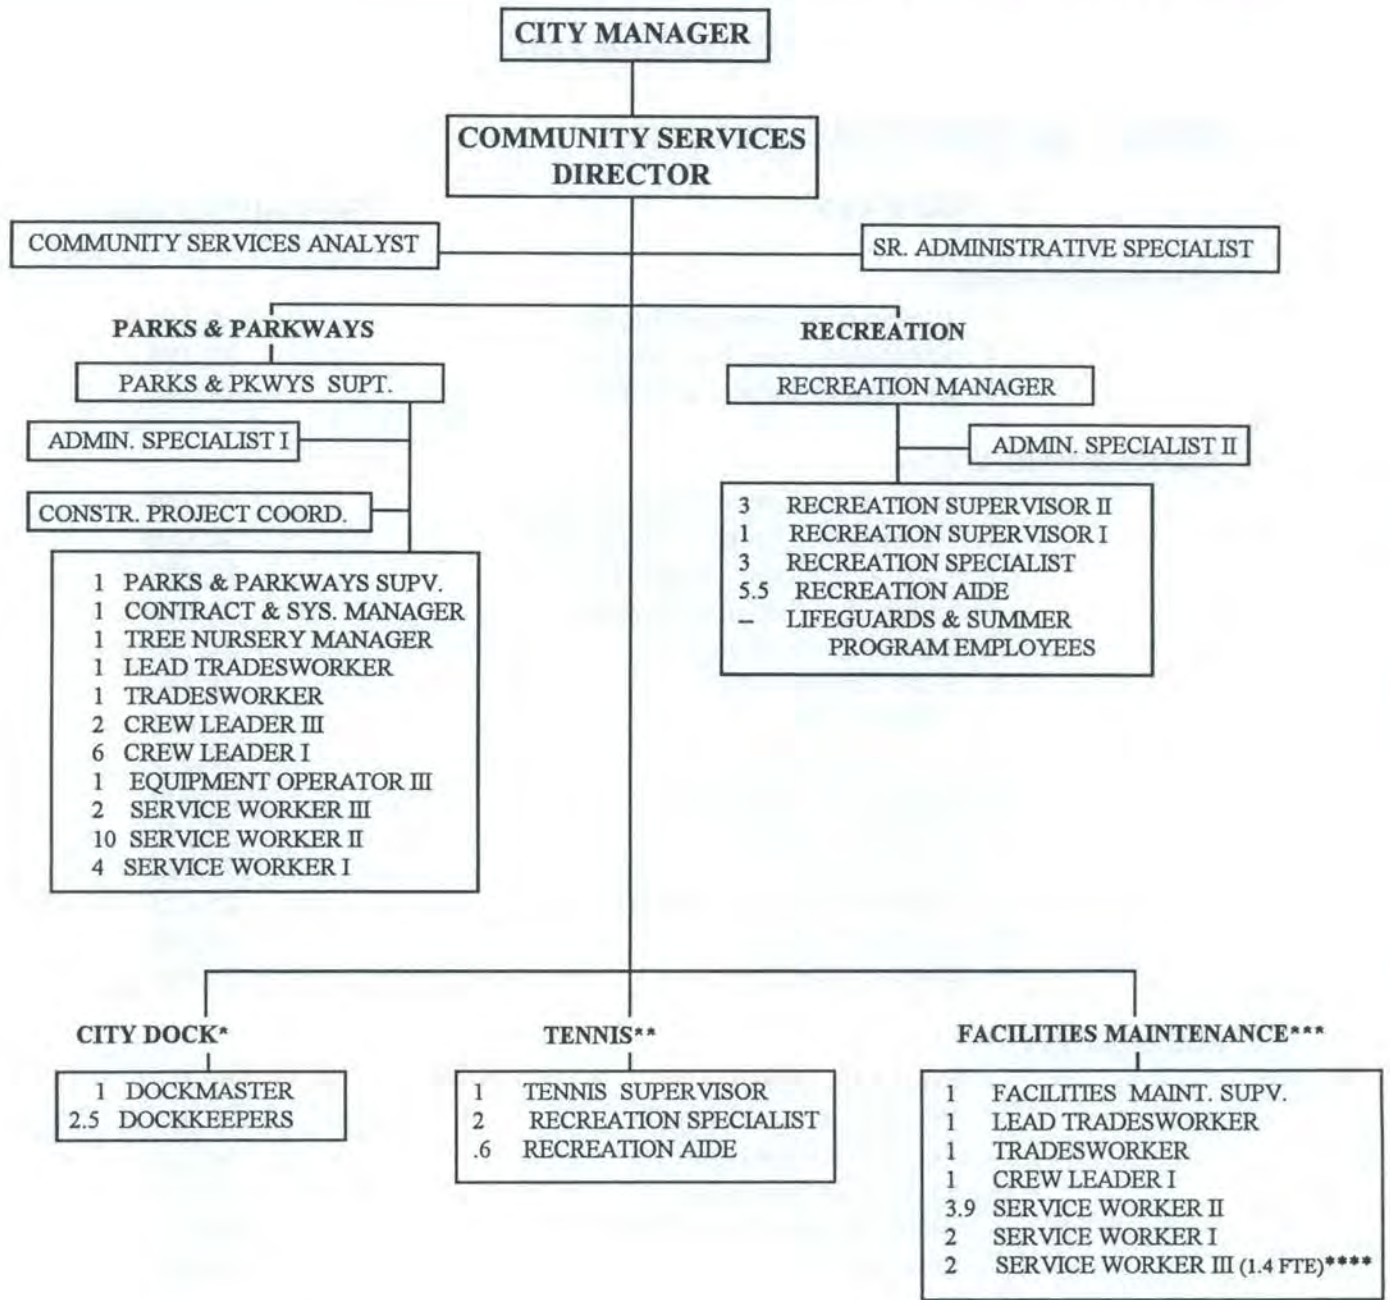 CITY MANAGER
COMMUNITY SERVICES
DIRECTOR
COMMUNITY SERVICES ANALYST
SR. ADMINISTRATIVE SPECIALIST
PARKS & PARKWAYS
PARKS & PKWYS SUPT.
ADMIN. SPECIALIST I
CONSTR. PROJECT COORD.
1 PARKS & PARKWAYS SUPV.
1 CONTRACT & SYS. MANAGER
1 TREE NURSERY MANAGER
1 LEAD TRADESWORKER
1 TRADESWORKER
2 CREW LEADER III
6 CREW LEADER I
1 EQUIPMENT OPERATOR III
2 SERVICE WORKER III
10 SERVICE WORKER II
4 SERVICE WORKER I
RECREATION
RECREATION MANAGER
ADMIN. SPECIALIST II
3 RECREATION SUPERVISOR II
1 RECREATION SUPERVISOR I
3 RECREATION SPECIALIST
5.5 RECREATION AIDE
– LIFEGUARDS & SUMMER
PROGRAM EMPLOYEES
CITY DOCK*
1 DOCKMASTER
2.5 DOCKKEEPERS
TENNIS**
1 TENNIS SUPERVISOR
2 RECREATION SPECIALIST
.6 RECREATION AIDE
FACILITIES MAINTENANCE***
1 FACILITIES MAINT. SUPV.
1 LEAD TRADESWORKER
1 TRADESWORKER
1 CREW LEADER I
3.9 SERVICE WORKER II
2 SERVICE WORKER I
2 SERVICE WORKER III (1.4 FTE)****